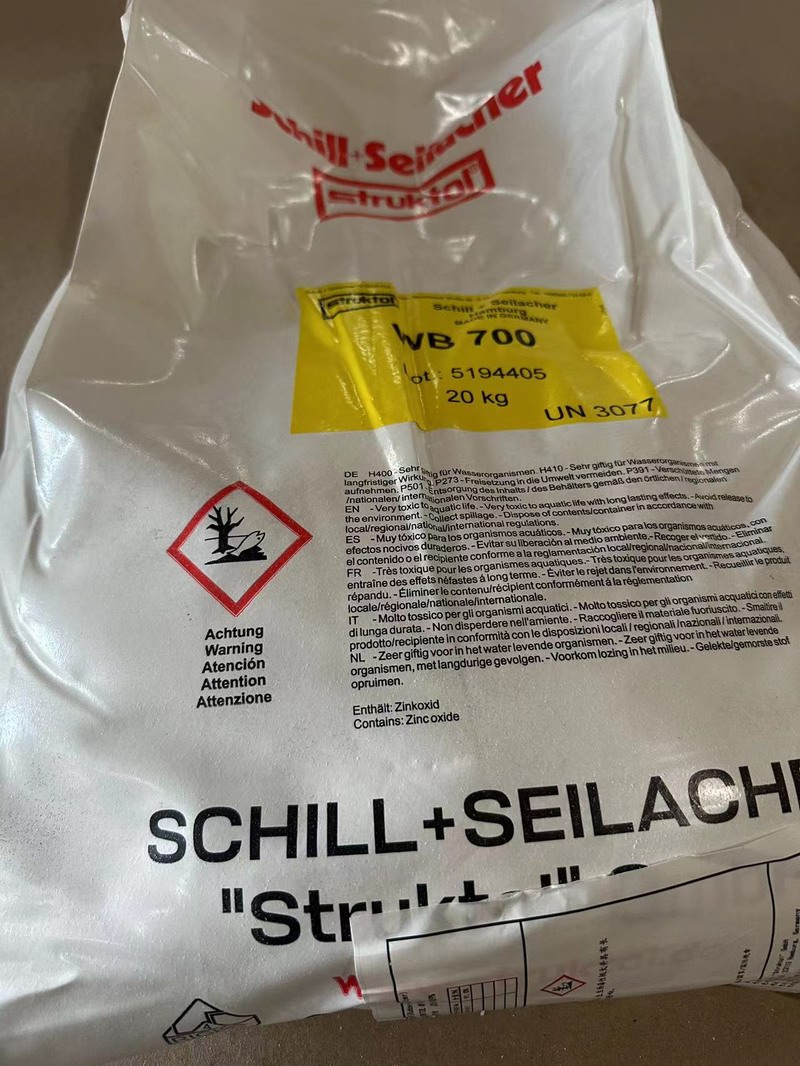 Schill+Seilacher
struktol
struktol
Schill + Seilacher
Hamburg
MADE IN GERMANY
WB 700
Lot.: 5194405
20 kg
UN 3077
DE H400 - Sehr giftig für Wasserorganismen. H410 - Sehr giftig für Wasserorganismen mit
langfristiger Wirkung. P273 - Freisetzung in die Umwelt vermeiden. P391 - Verschüttete Mengen
aufnehmen. P501 - Entsorgung des Inhalts / des Behälters gemäß den örtlichen / regionalen
/nationalen/ internationalen Vorschriften.
EN - Very toxic to aquatic life. - Very toxic to aquatic life with long lasting effects. - Avoid release to
the environment. - Collect spillage. - Dispose of contents/container in accordance with
local/regional/national/international regulations.
ES - Muy tóxico para los organismos acuáticos. - Muy tóxico para los organismos acuáticos, con
efectos nocivos duraderos. - Evitar su liberación al medio ambiente. - Recoger el vertido. - Eliminar
el contenido o el recipiente conforme a la reglamentación local/regional/nacional/internacional.
FR - Très toxique pour les organismes aquatiques. - Très toxique pour les organismes aquatiques,
entraîne des effets néfastes á long terme. - Éviter le rejet dans l'environnement. - Recueillir le produit
répandu. - Éliminer le contenu/récipient conformément á la réglementation
locale/régionale/nationale/internationale.
IT - Molto tossico per gli organismi acquatici. - Molto tossico per gli organismi acquatici con effetti
di lunga durata. - Non disperdere nell'amiente. - Raccogliere il materiale fuoriuscito. - Smaltire il
prodotto/recipiente in conformità con le disposizioni locali / regionali / nazionali / internazionali.
NL - Zeer giftig voor in het water levende organismen. - Zeer giftig voor in het water levende
organismen, met langdurige gevolgen. - Voorkom lozing in het milieu. - Gelekte/gemorste stof
opruimen.
Achtung
Warning
Atención
Attention
Attenzione
Enthält: Zinkoxid
Contains: Zinc oxide
SCHILL+SEILACHE
"Struktol"